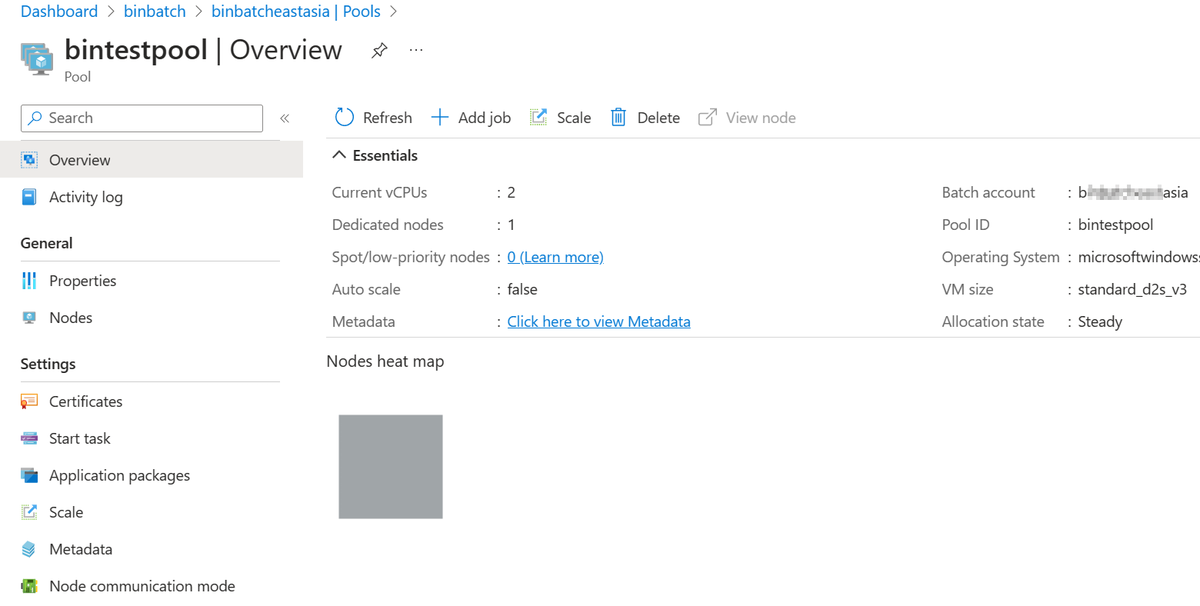 Dashboard > binbatch > binbatcheastasia | Pools >
bintestpool | Overview ...
Pool
Search «
Refresh Add job Scale Delete View node
Overview
Activity log
General
Properties
Nodes
Settings
Certificates
Start task
Application packages
Scale
Metadata
Node communication mode
Essentials
Current vCPUs : 2
Dedicated nodes : 1
Spot/low-priority nodes : 0 (Learn more)
Auto scale : false
Metadata : Click here to view Metadata
Batch account : b asia
Pool ID : bintestpool
Operating System : microsoftwindows
VM size : standard_d2s_v3
Allocation state : Steady
Nodes heat map